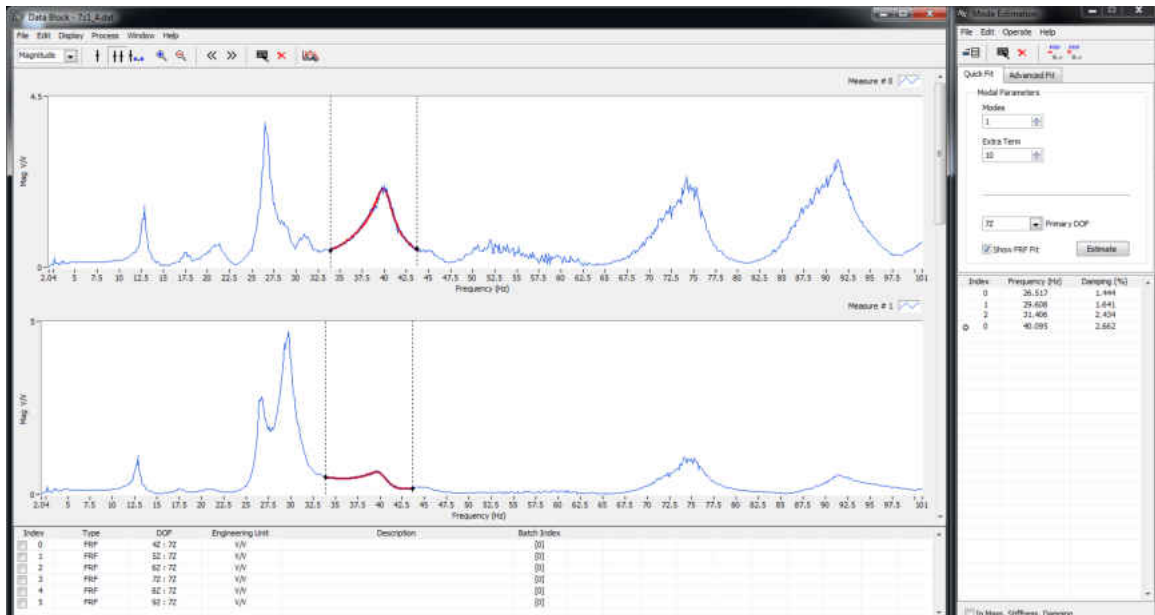 Data Block - 7z1_4.dat
File Edit Display Process Window Help
Magnitude
Measure # 0
4.5
Mag V/V
0
2.04 5 7.5 10 12.5 15 17.5 20 22.5 25 27.5 30 32.5 35 37.5 40 42.5 45 47.5 50 52.5 55 57.5 60 62.5 65 67.5 70 72.5 75 77.5 80 82.5 85 87.5 90 92.5 95 97.5 101
Frequency (Hz)
Measure # 1
5
Mag V/V
0
2.04 5 7.5 10 12.5 15 17.5 20 22.5 25 27.5 30 32.5 35 37.5 40 42.5 45 47.5 50 52.5 55 57.5 60 62.5 65 67.5 70 72.5 75 77.5 80 82.5 85 87.5 90 92.5 95 97.5 101
Frequency (Hz)
Index Type DOF Engineering Unit Description Batch Index
0 FRF 4Z : 7Z V/V [0]
1 FRF 5Z : 7Z V/V [0]
2 FRF 6Z : 7Z V/V [0]
3 FRF 7Z : 7Z V/V [0]
4 FRF 8Z : 7Z V/V [0]
5 FRF 9Z : 7Z V/V [0]
Modal Estimation
File Edit Operate Help
Quick Fit Advanced Fit
Modal Parameters
Modes
1
Extra Term
10
7Z Primary DOF
Show FRF Fit Estimate
Index Frequency (Hz) Damping (%)
0 26.517 1.444
1 29.608 1.641
2 31.406 2.434
0 40.095 2.662
To Mass, Stiffness, Damping